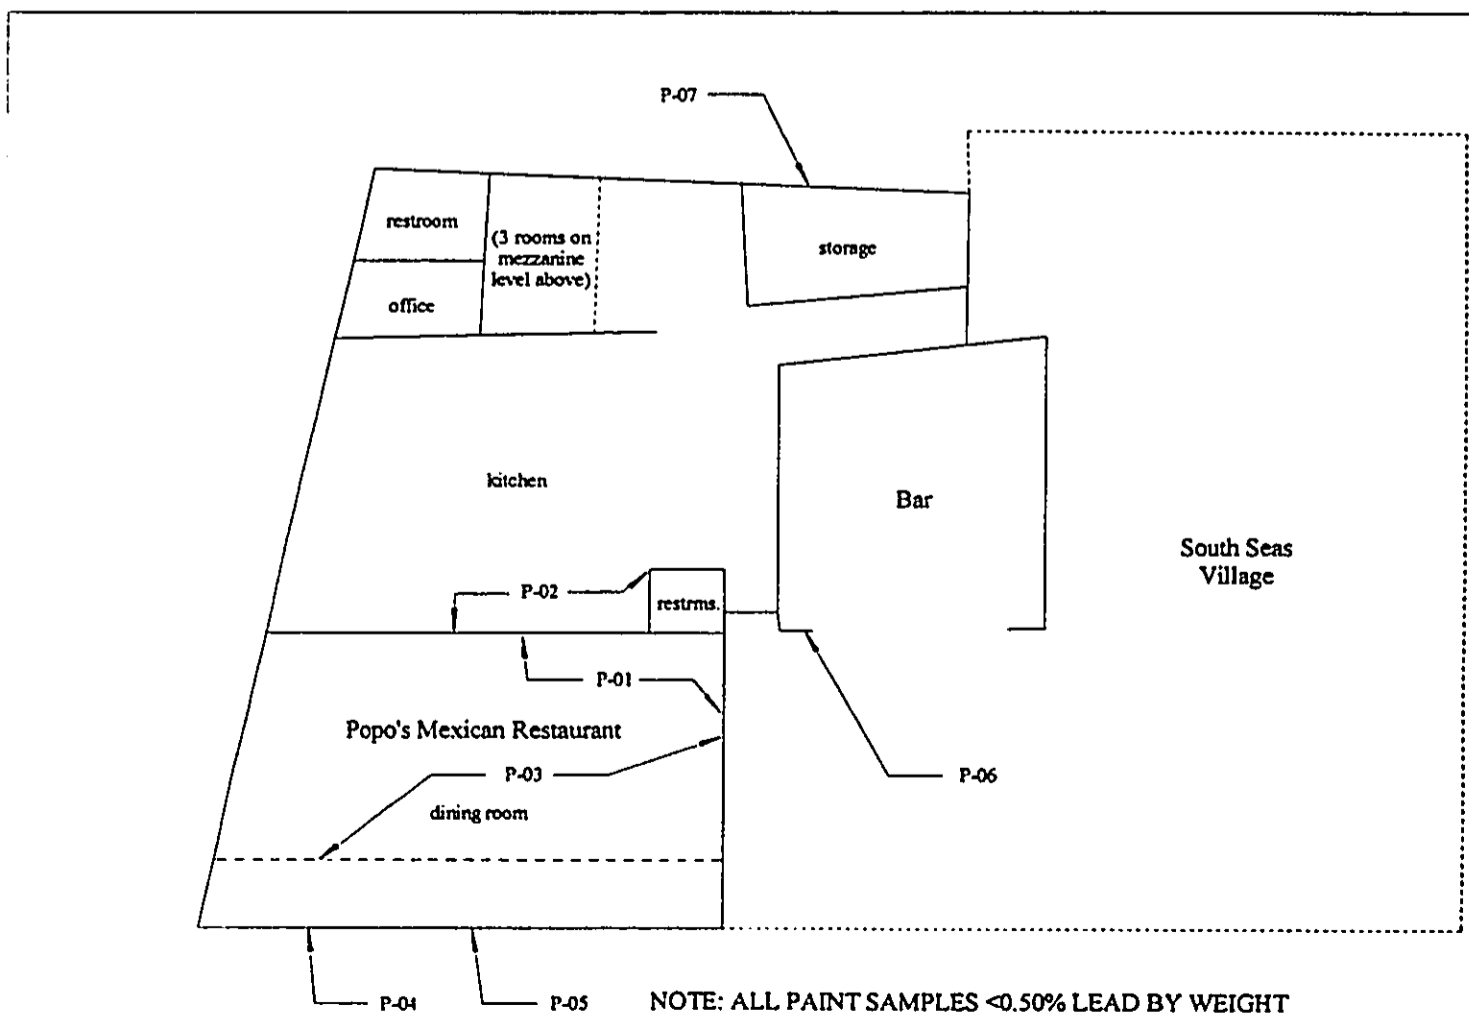 P-07
restroom
(3 rooms on
mezzanine
level above)
storage
office
kitchen
Bar
South Seas
Village
P-02
restrms.
P-01
Popo's Mexican Restaurant
P-03
P-06
dining room
P-04
P-05
NOTE: ALL PAINT SAMPLES <0.50% LEAD BY WEIGHT